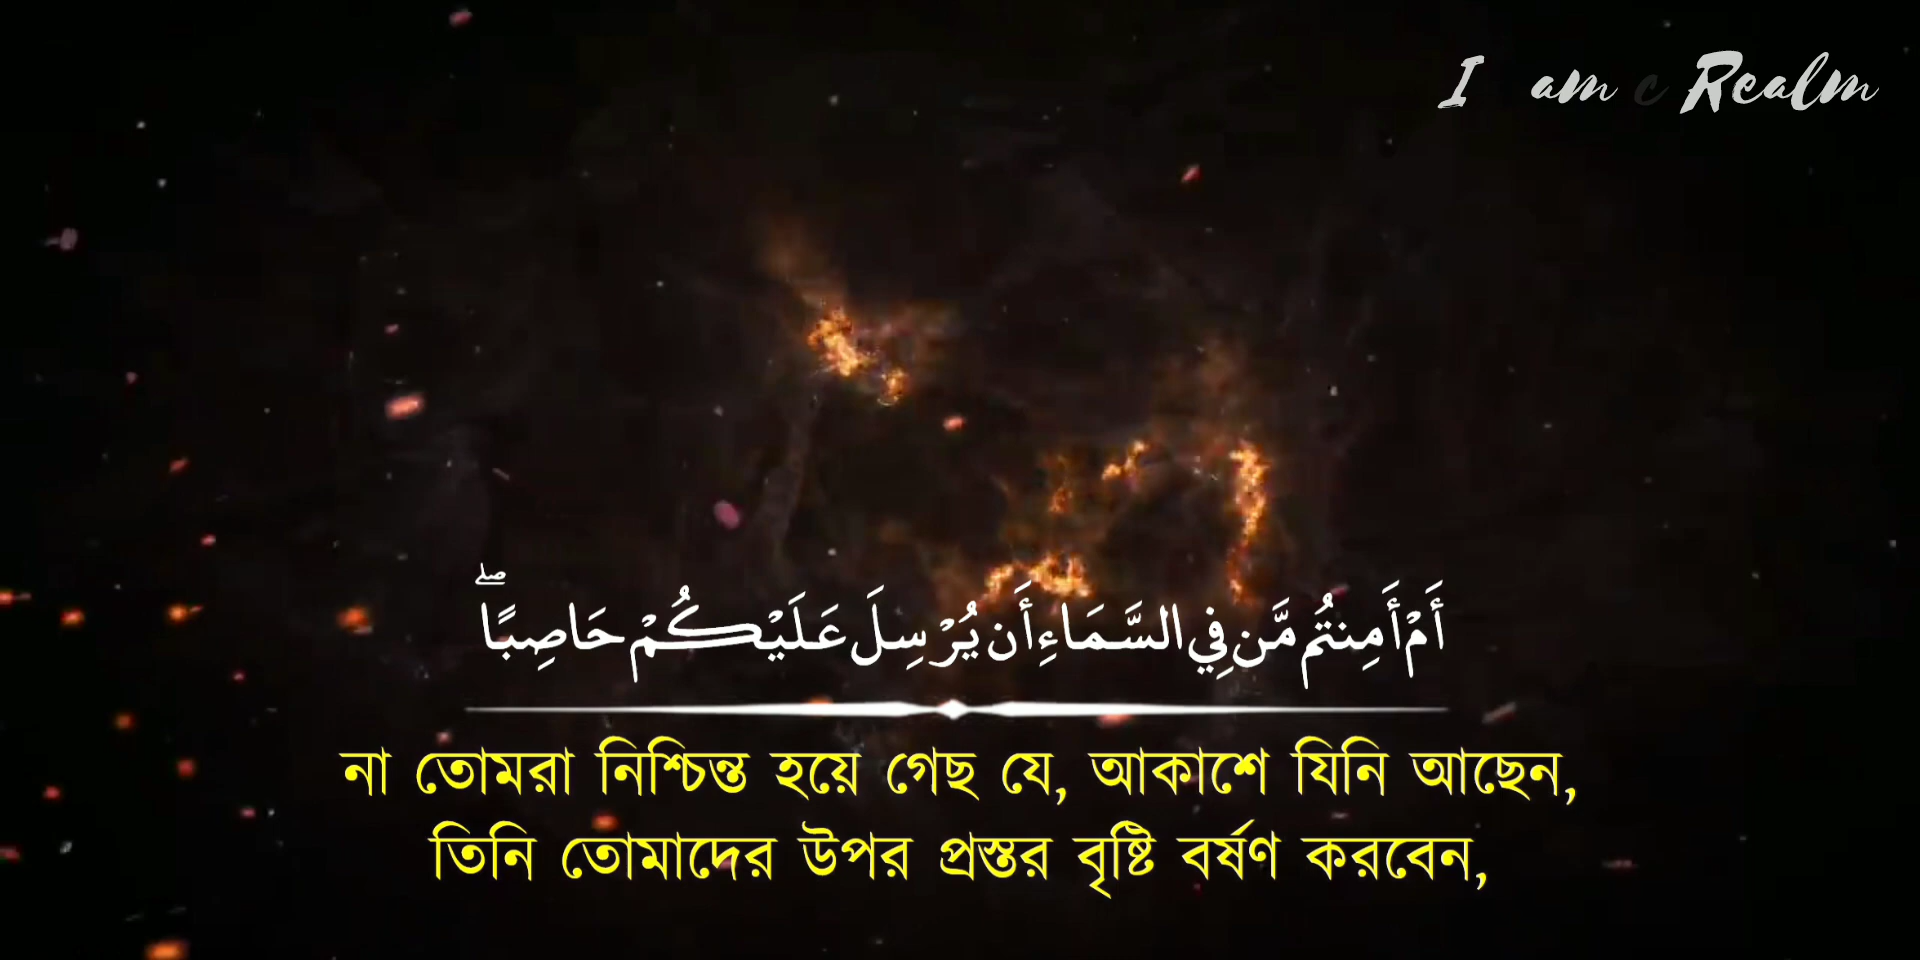 I am c Realm
أَمْ أَمِنتُم مَّن فِي السَّمَاءِ أَن يُرْسِلَ عَلَيْكُمْ حَاصِبًا ۖ
না তোমরা নিশ্চিন্ত হয়ে গেছ যে, আকাশে যিনি আছেন,
তিনি তোমাদের উপর প্রস্তর বৃষ্টি বর্ষণ করবেন,